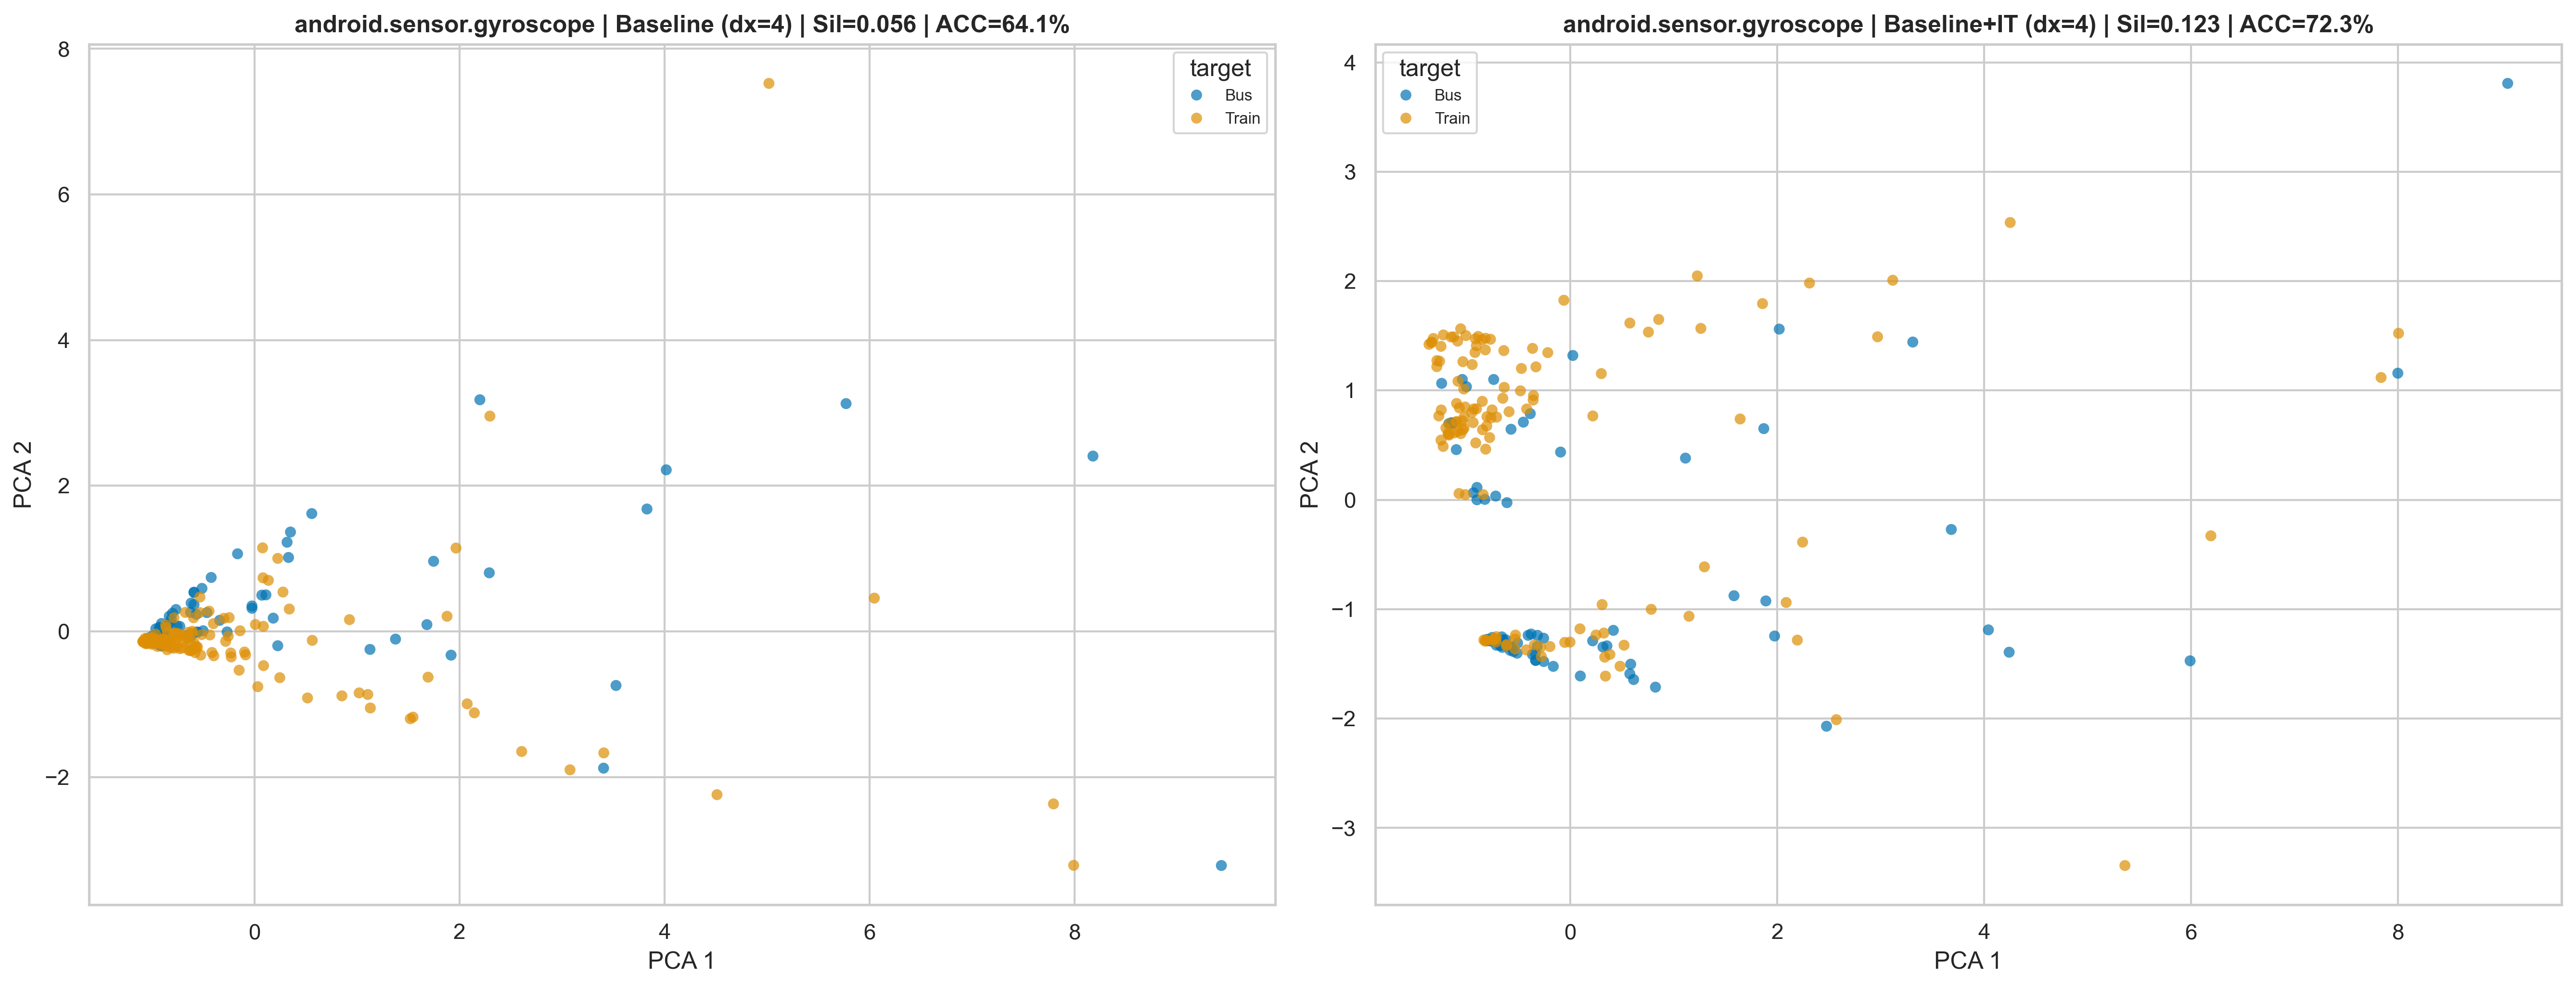 android.sensor.gyroscope | Baseline (dx=4) | Sil=0.056 | ACC=64.1%
target
Bus
Train
8
6
4
2
0
−2
PCA 2
0
2
4
6
8
PCA 1
android.sensor.gyroscope | Baseline+IT (dx=4) | Sil=0.123 | ACC=72.3%
target
Bus
Train
4
3
2
1
0
−1
−2
−3
PCA 2
0
2
4
6
8
PCA 1